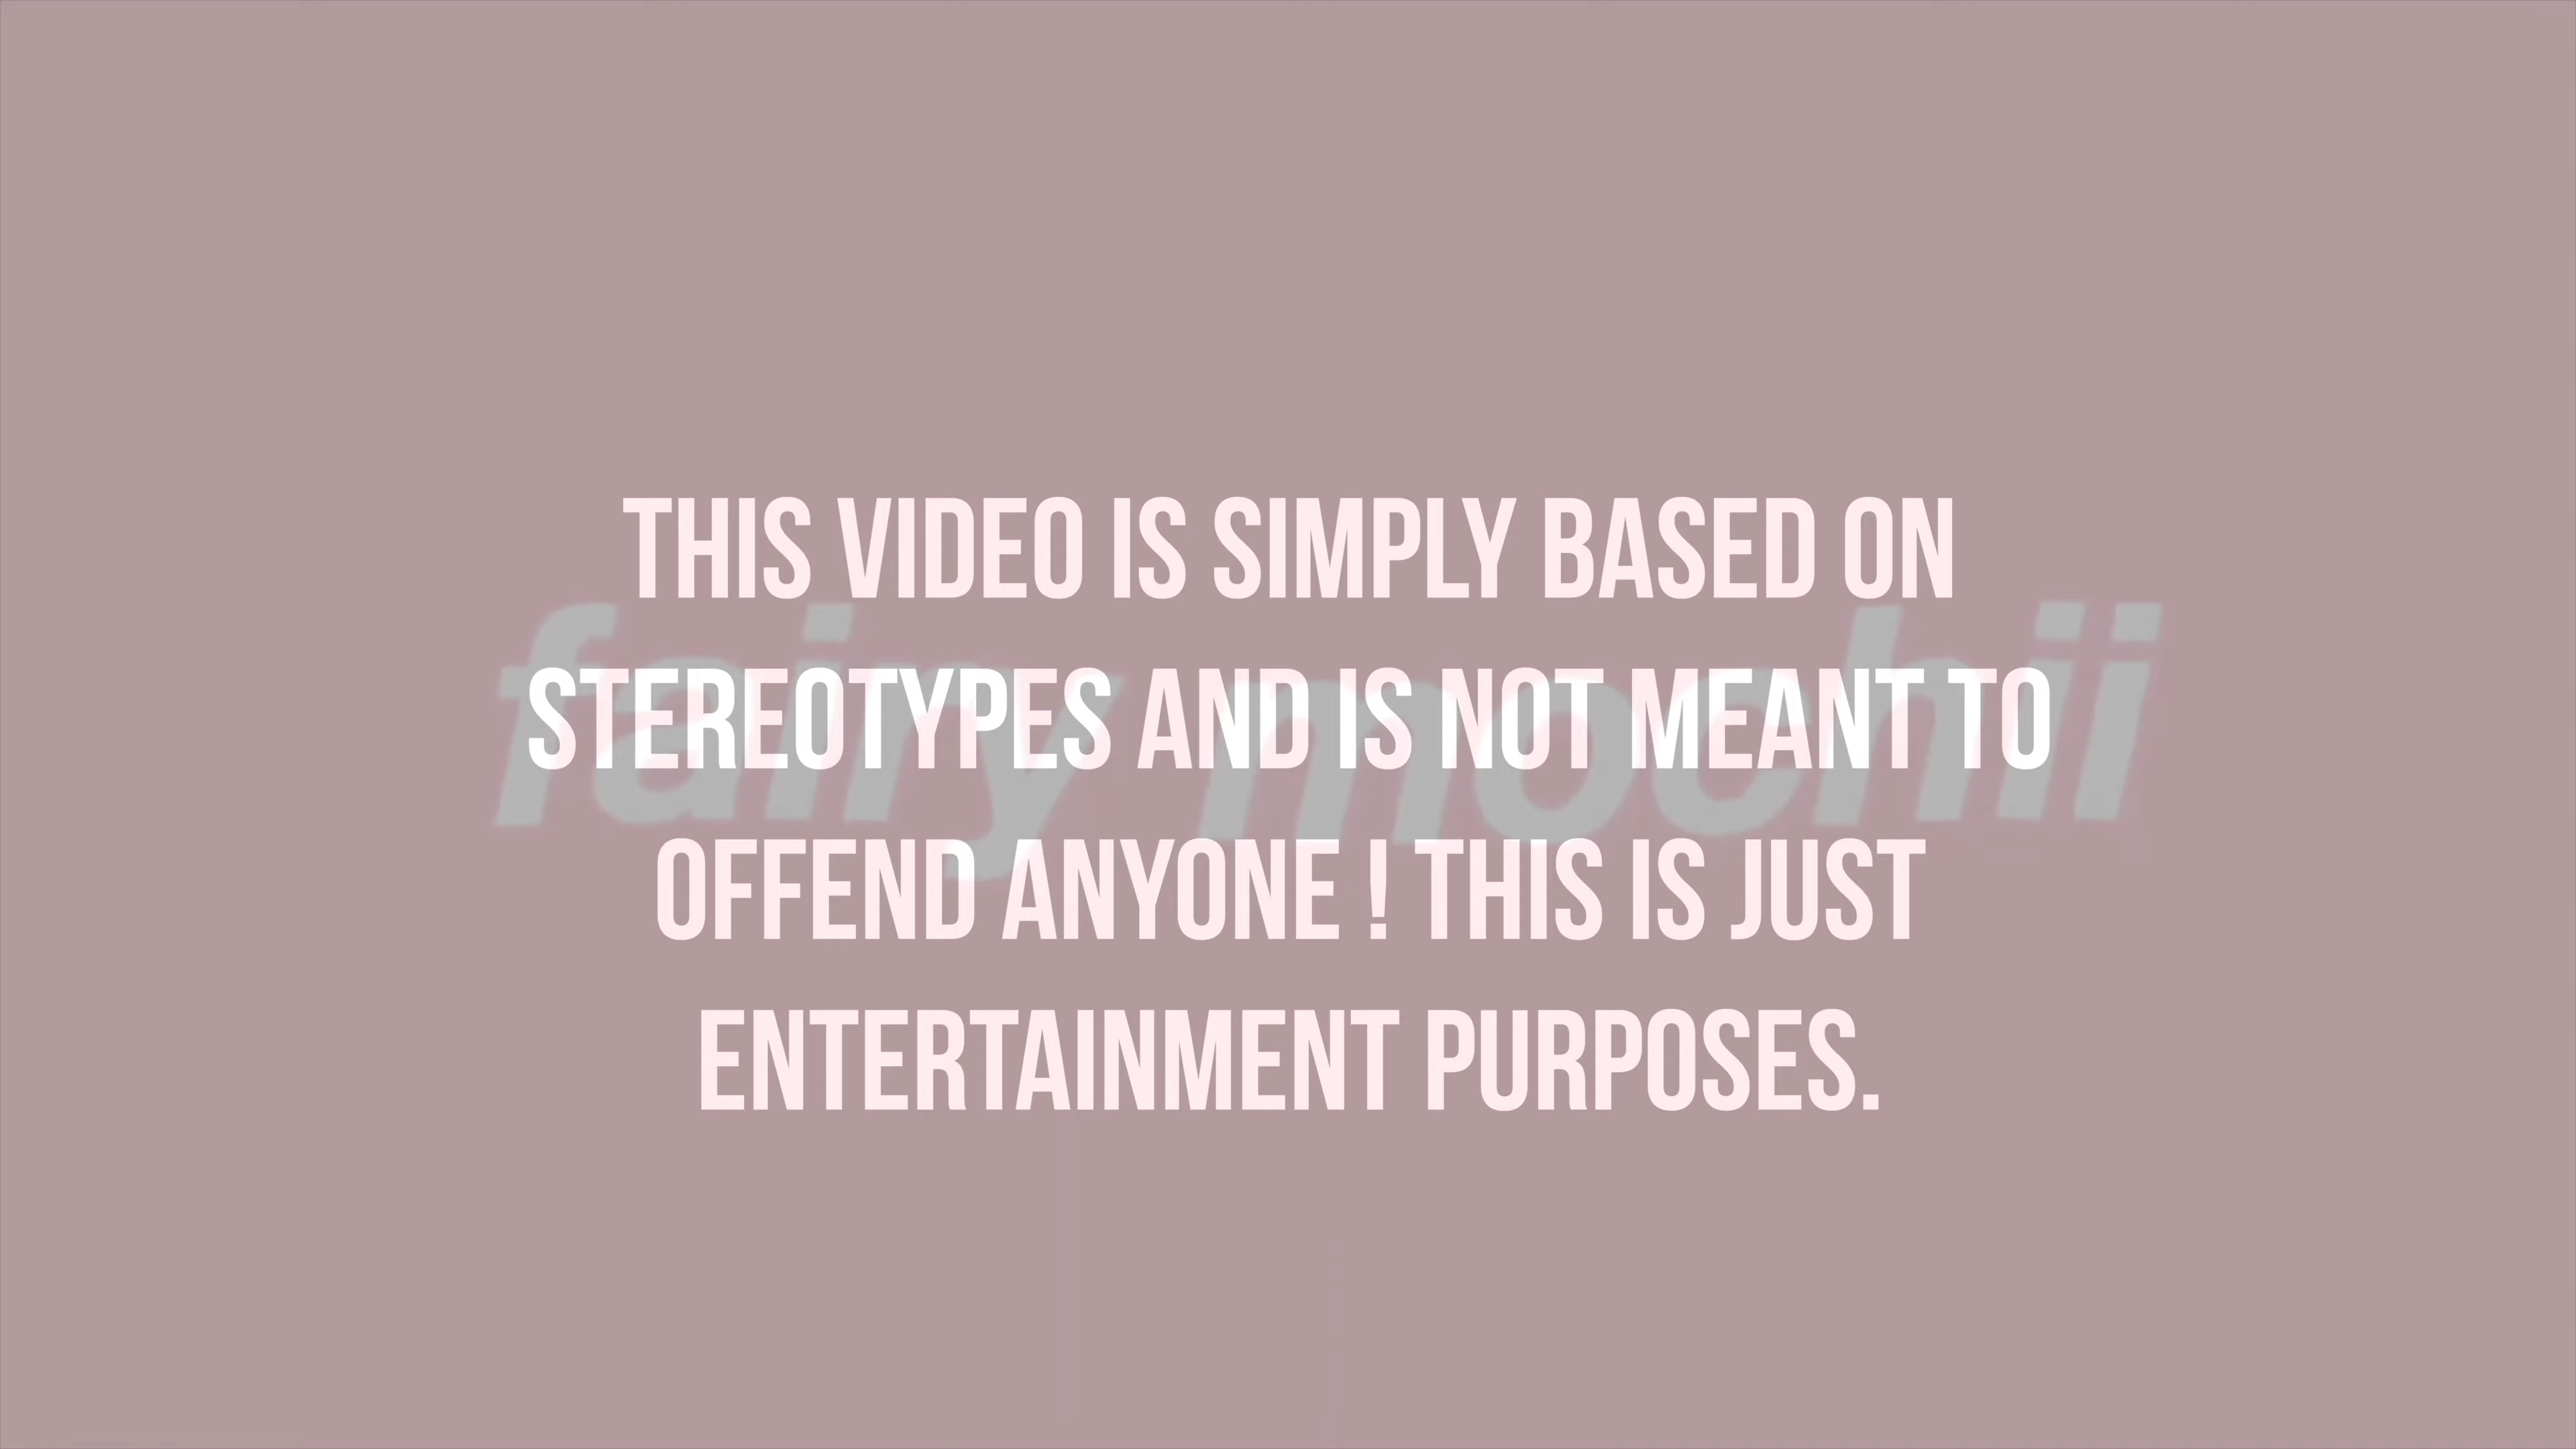 THIS VIDEO IS SIMPLY BASED ON
fairy mochii
STEREOTYPES AND IS NOT MEANT TO
OFFEND ANYONE ! THIS IS JUST
ENTERTAINMENT PURPOSES.